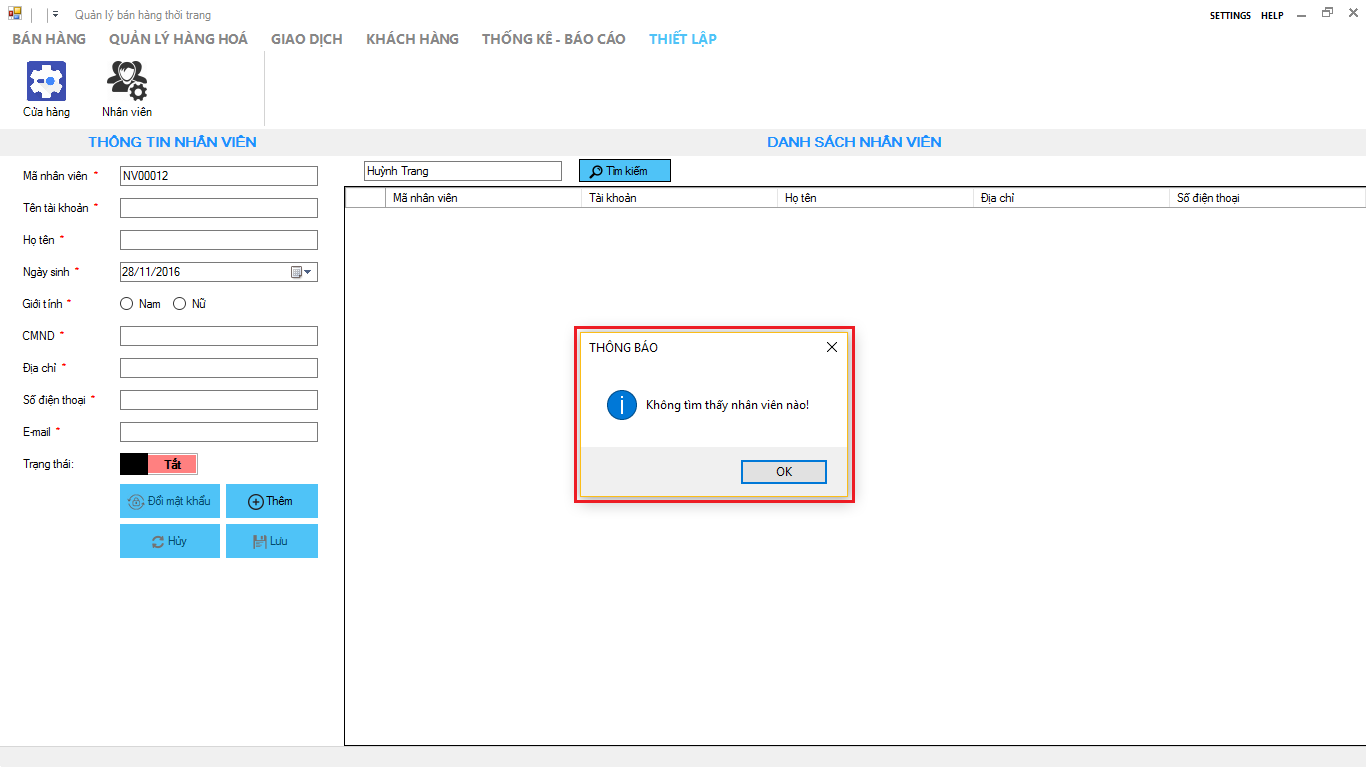 Quản lý bán hàng thời trang
SETTINGS HELP
BÁN HÀNG QUẢN LÝ HÀNG HOÁ GIAO DỊCH KHÁCH HÀNG THỐNG KÊ - BÁO CÁO THIẾT LẬP
Cửa hàng Nhân viên
THÔNG TIN NHÂN VIÊN
Mã nhân viên * NV00012
Tên tài khoản *
Họ tên *
Ngày sinh * 28/11/2016
Giới tính * Nam Nữ
CMND *
Địa chỉ *
Số điện thoại *
E-mail *
Trạng thái: Tắt
Đổi mật khẩu Thêm
Hủy Lưu
DANH SÁCH NHÂN VIÊN
Huỳnh Trang Tìm kiếm
Mã nhân viên Tài khoản Họ tên Địa chỉ Số điện thoại
THÔNG BÁO
Không tìm thấy nhân viên nào!
OK